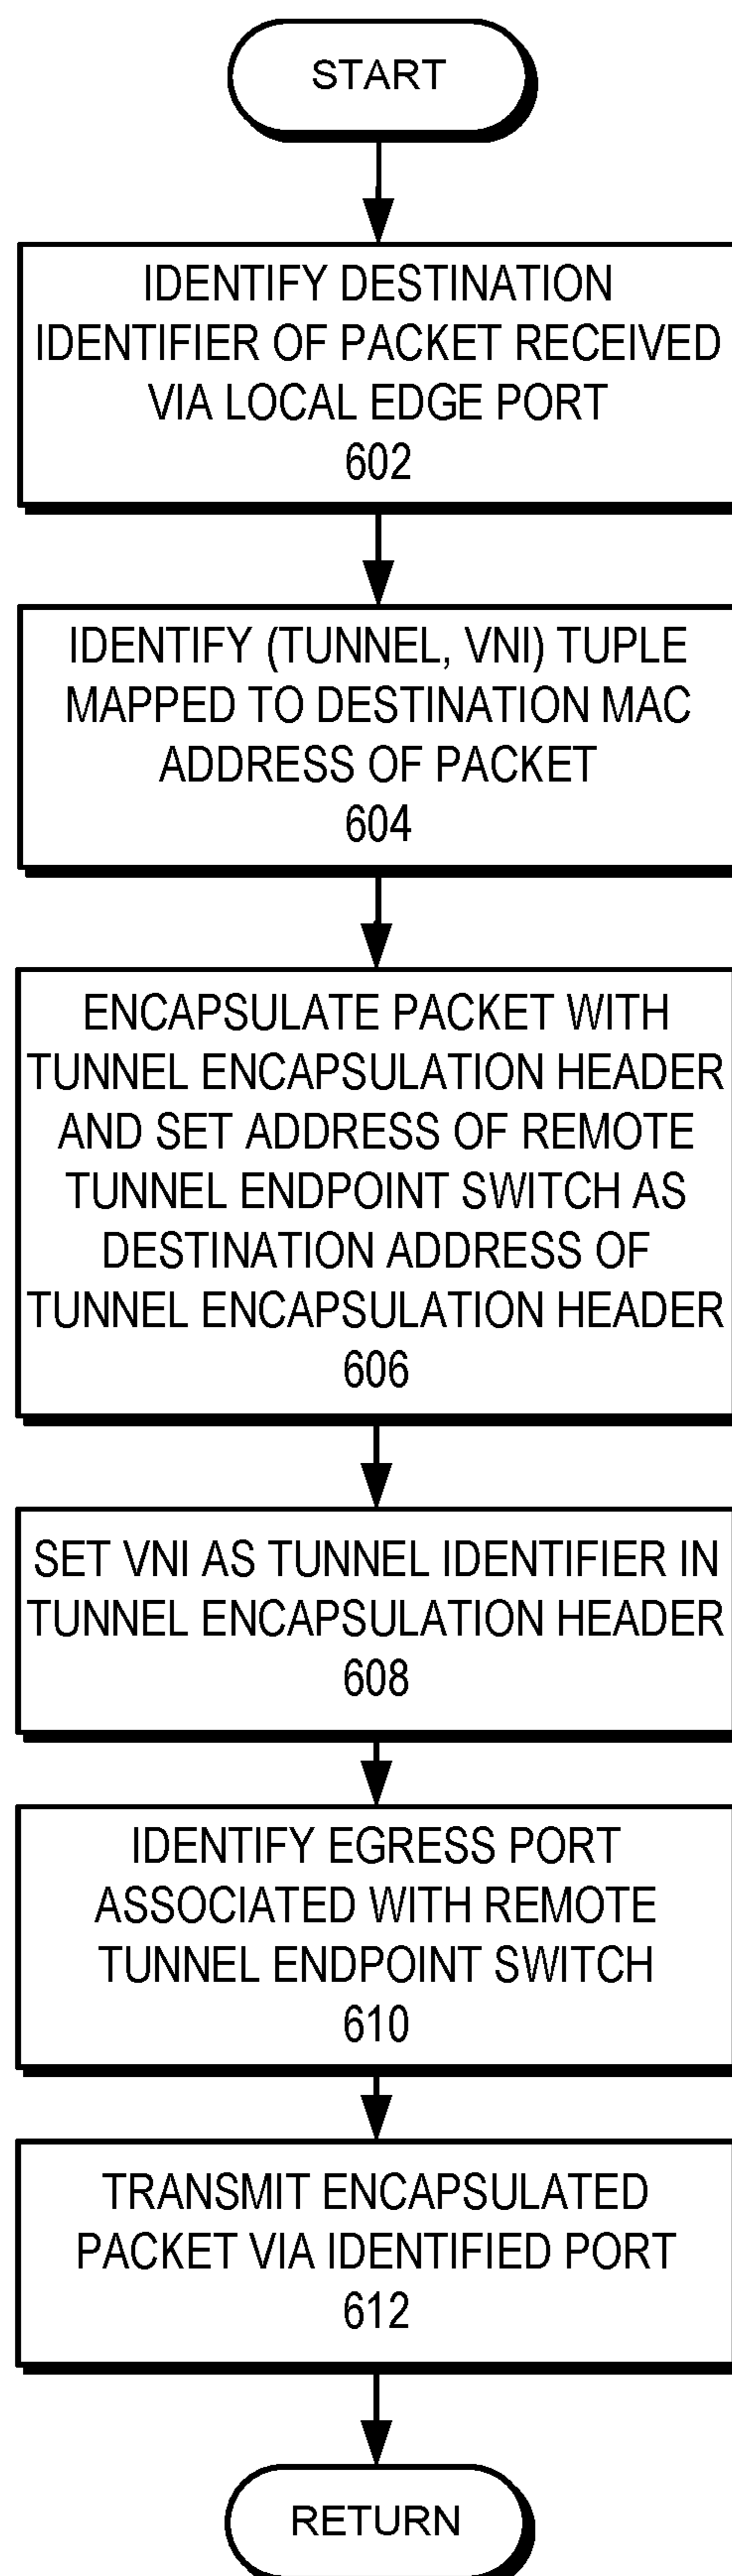 START
IDENTIFY DESTINATION
IDENTIFIER OF PACKET RECEIVED
VIA LOCAL EDGE PORT
602
IDENTIFY (TUNNEL, VNI) TUPLE
MAPPED TO DESTINATION MAC
ADDRESS OF PACKET
604
ENCAPSULATE PACKET WITH
TUNNEL ENCAPSULATION HEADER
AND SET ADDRESS OF REMOTE
TUNNEL ENDPOINT SWITCH AS
DESTINATION ADDRESS OF
TUNNEL ENCAPSULATION HEADER
606
SET VNI AS TUNNEL IDENTIFIER IN
TUNNEL ENCAPSULATION HEADER
608
IDENTIFY EGRESS PORT
ASSOCIATED WITH REMOTE
TUNNEL ENDPOINT SWITCH
610
TRANSMIT ENCAPSULATED
PACKET VIA IDENTIFIED PORT
612
RETURN